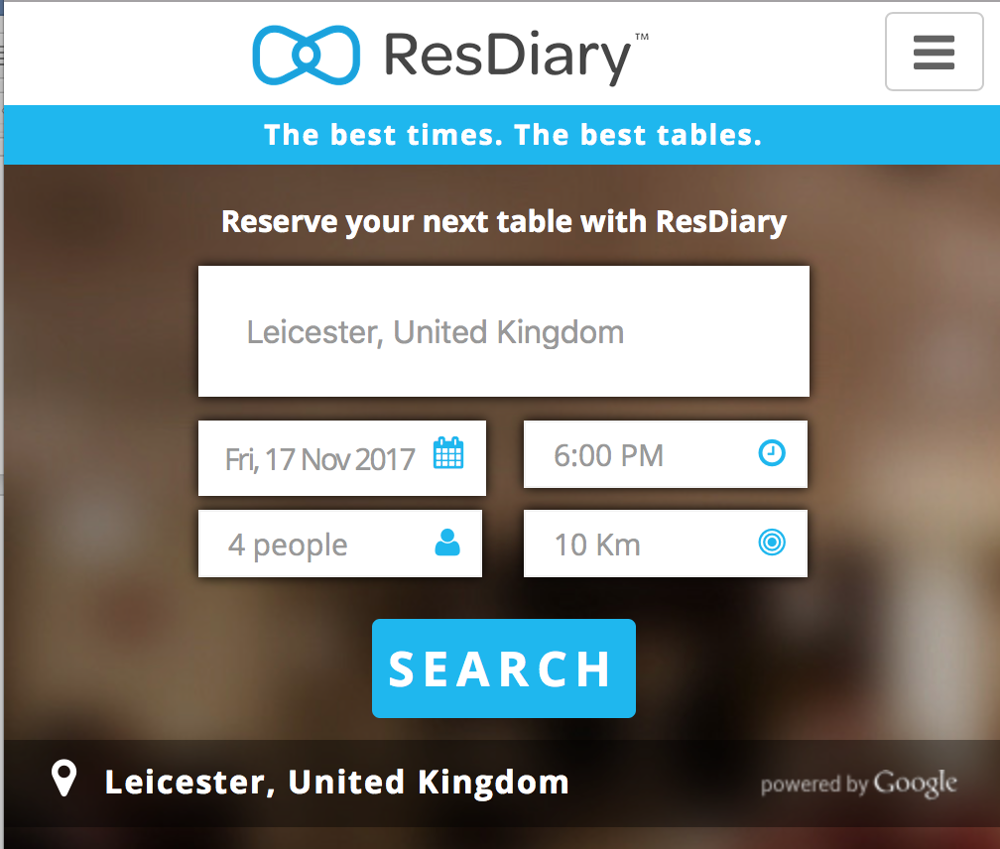 ResDiary™
The best times. The best tables.
Reserve your next table with ResDiary
Leicester, United Kingdom
Fri, 17 Nov 2017
6:00 PM
4 people
10 Km
SEARCH
Leicester, United Kingdom
powered by Google